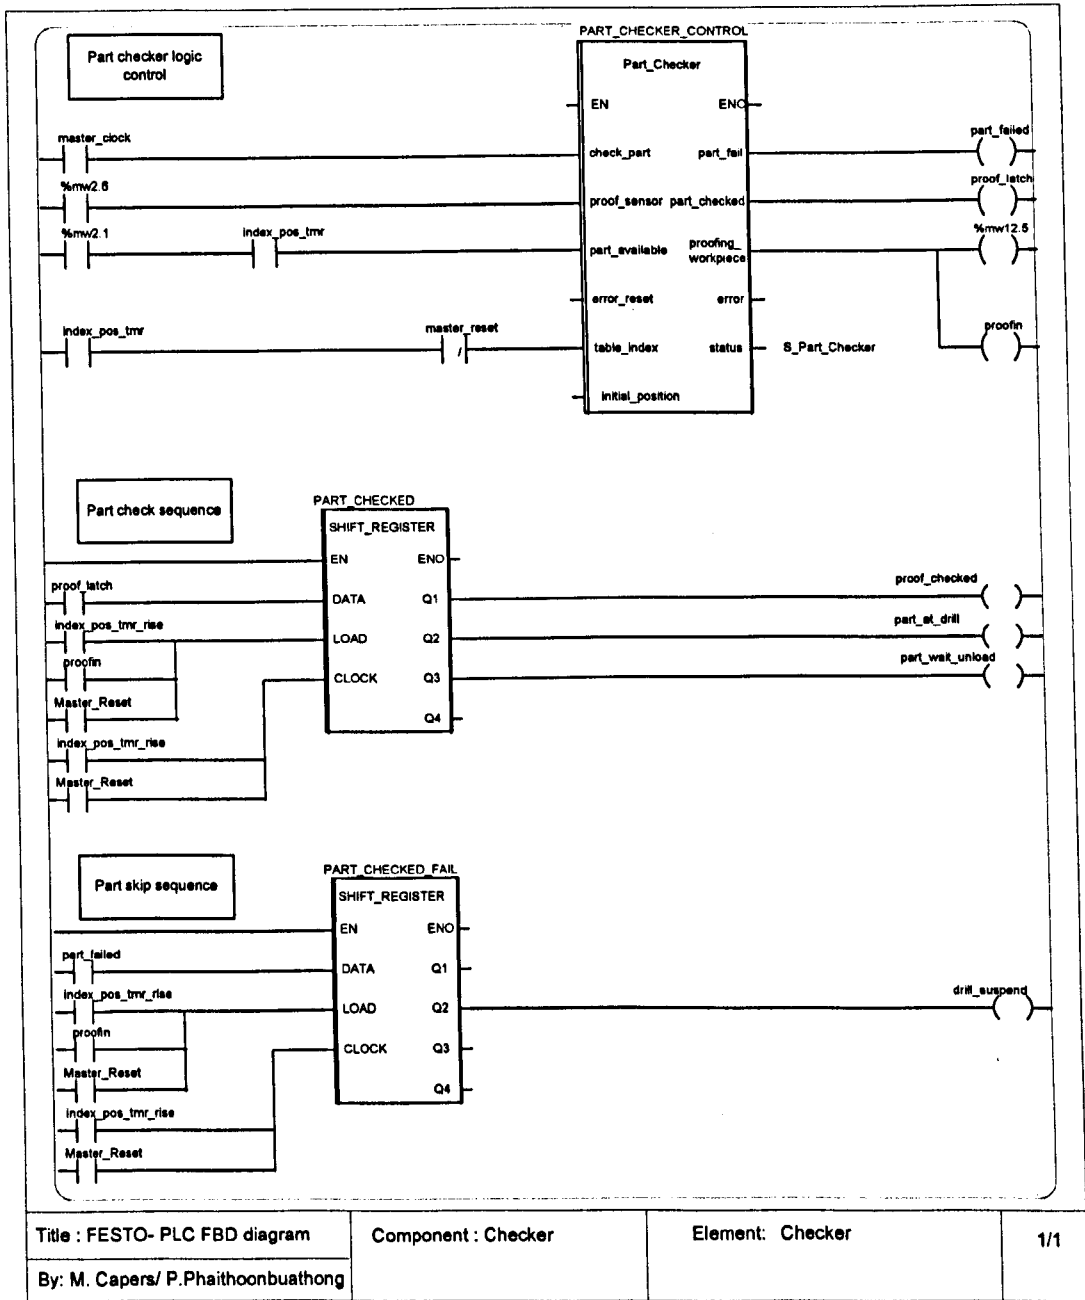 PART_CHECKER_CONTROL
Part checker logic
control
Part_Checker
EN ENO
master_clock
check_part part_fail
part_failed
%mw2.6
proof_sensor part_checked
proof_latch
%mw2.1 index_pos_tmr
part_available proofing_
workpiece
%mw12.5
error_reset error
proofin
index_pos_tmr master_reset
table_index status S_Part_Checker
initial_position
Part check sequence
PART_CHECKED
SHIFT_REGISTER
EN ENO
proof_latch
DATA Q1
proof_checked
index_pos_tmr_rise
LOAD Q2
part_at_drill
proofin
CLOCK Q3
part_wait_unload
Master_Reset
Q4
index_pos_tmr_rise
Master_Reset
Part skip sequence
PART_CHECKED_FAIL
SHIFT_REGISTER
EN ENO
part_failed
DATA Q1
index_pos_tmr_rise
LOAD Q2
drill_suspend
proofin
CLOCK Q3
Master_Reset
Q4
index_pos_tmr_rise
Master_Reset
Title : FESTO- PLC FBD diagram
Component : Checker
Element: Checker
1/1
By: M. Capers/ P.Phaithoonbuathong